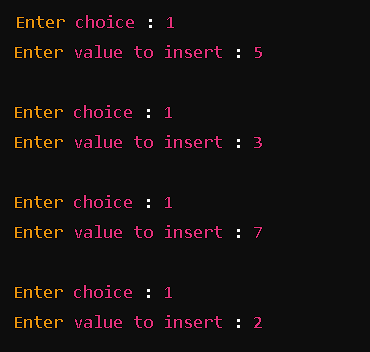 Enter choice : 1
Enter value to insert : 5
Enter choice : 1
Enter value to insert : 3
Enter choice : 1
Enter value to insert : 7
Enter choice : 1
Enter value to insert : 2